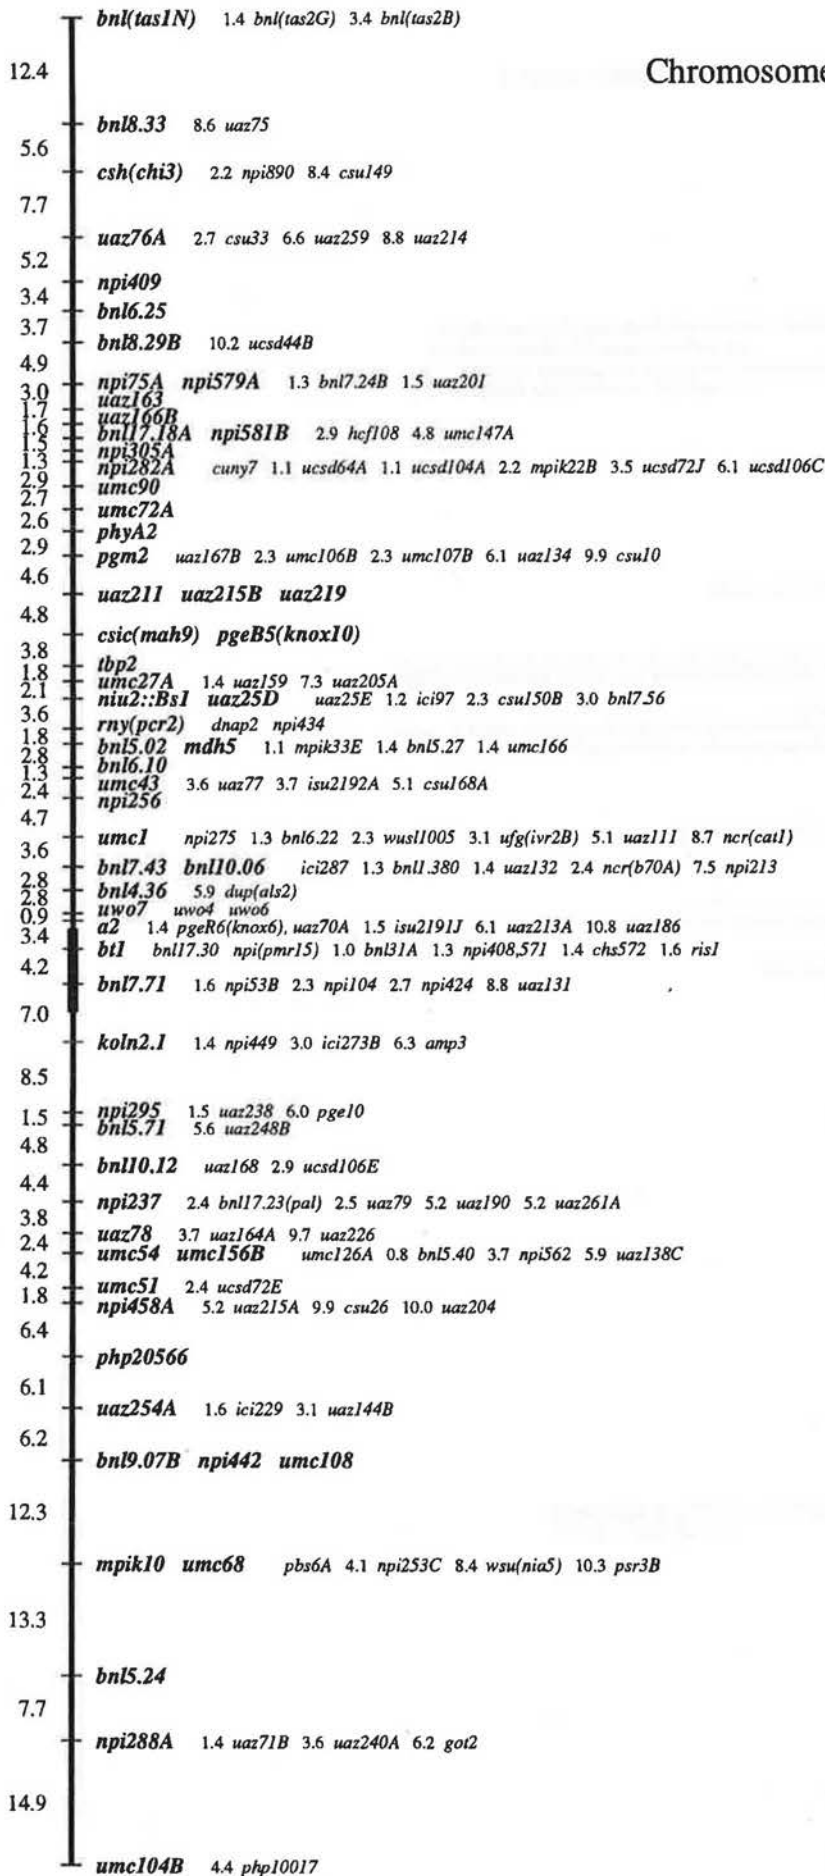 bnl(tas1N) 1.4 bnl(tas2G) 3.4 bnl(tas2B)
12.4
Chromosome
bnl8.33 8.6 uaz75
5.6
csh(chi3) 2.2 npi890 8.4 csu149
7.7
uaz76A 2.7 csu33 6.6 uaz259 8.8 uaz214
5.2
npi409
3.4
bnl6.25
3.7
bnl8.29B 10.2 ucsd44B
4.9
npi75A npi579A 1.3 bnl7.24B 1.5 uaz201
3.0
uaz163
1.7
uaz166B
1.6
bnl17.18A npi581B 2.9 hcf108 4.8 umc147A
1.5
npi305A
1.3
npi282A cuny7 1.1 ucsd64A 1.1 ucsd104A 2.2 mpik22B 3.5 ucsd72J 6.1 ucsd106C
2.9
umc90
2.7
umc72A
2.6
phyA2
2.9
pgm2 uaz167B 2.3 umc106B 2.3 umc107B 6.1 uaz134 9.9 csu10
4.6
uaz211 uaz215B uaz219
4.8
csic(mah9) pgeB5(knox10)
3.8
tbp2
1.8
umc27A 1.4 uaz159 7.3 uaz205A
2.1
niu2::Bs1 uaz25D uaz25E 1.2 ici97 2.3 csu150B 3.0 bnl7.56
3.6
rny(pcr2) dnap2 npi434
1.8
bnl5.02 mdh5 1.1 mpik33E 1.4 bnl5.27 1.4 umc166
2.8
bnl6.10
1.3
umc43 3.6 uaz77 3.7 isu2192A 5.1 csu168A
2.4
npi256
4.7
umc1 npi275 1.3 bnl6.22 2.3 wusl1005 3.1 ufg(ivr2B) 5.1 uaz111 8.7 ncr(cat1)
3.6
bnl7.43 bnl10.06 ici287 1.3 bnl1.380 1.4 uaz132 2.4 ncr(b70A) 7.5 npi213
2.8
bnl4.36 5.9 dup(als2)
2.8
uwo7 uwo4 uwo6
0.9
a2 1.4 pgeR6(knox6), uaz70A 1.5 isu2191J 6.1 uaz213A 10.8 uaz186
3.4
bt1 bnl17.30 npi(pmr15) 1.0 bnl31A 1.3 npi408,571 1.4 chs572 1.6 ris1
4.2
bnl7.71 1.6 npi53B 2.3 npi104 2.7 npi424 8.8 uaz131
7.0
koln2.1 1.4 npi449 3.0 ici273B 6.3 amp3
8.5
npi295 1.5 uaz238 6.0 pge10
1.5
bnl5.71 5.6 uaz248B
4.8
bnl10.12 uaz168 2.9 ucsd106E
4.4
npi237 2.4 bnl17.23(pal) 2.5 uaz79 5.2 uaz190 5.2 uaz261A
3.8
uaz78 3.7 uaz164A 9.7 uaz226
2.4
umc54 umc156B umc126A 0.8 bnl5.40 3.7 npi562 5.9 uaz138C
4.2
umc51 2.4 ucsd72E
1.8
npi458A 5.2 uaz215A 9.9 csu26 10.0 uaz204
6.4
php20566
6.1
uaz254A 1.6 ici229 3.1 uaz144B
6.2
bnl9.07B npi442 umc108
12.3
mpik10 umc68 pbs6A 4.1 npi253C 8.4 wsu(nia5) 10.3 psr3B
13.3
bnl5.24
7.7
npi288A 1.4 uaz71B 3.6 uaz240A 6.2 got2
14.9
umc104B 4.4 php10017